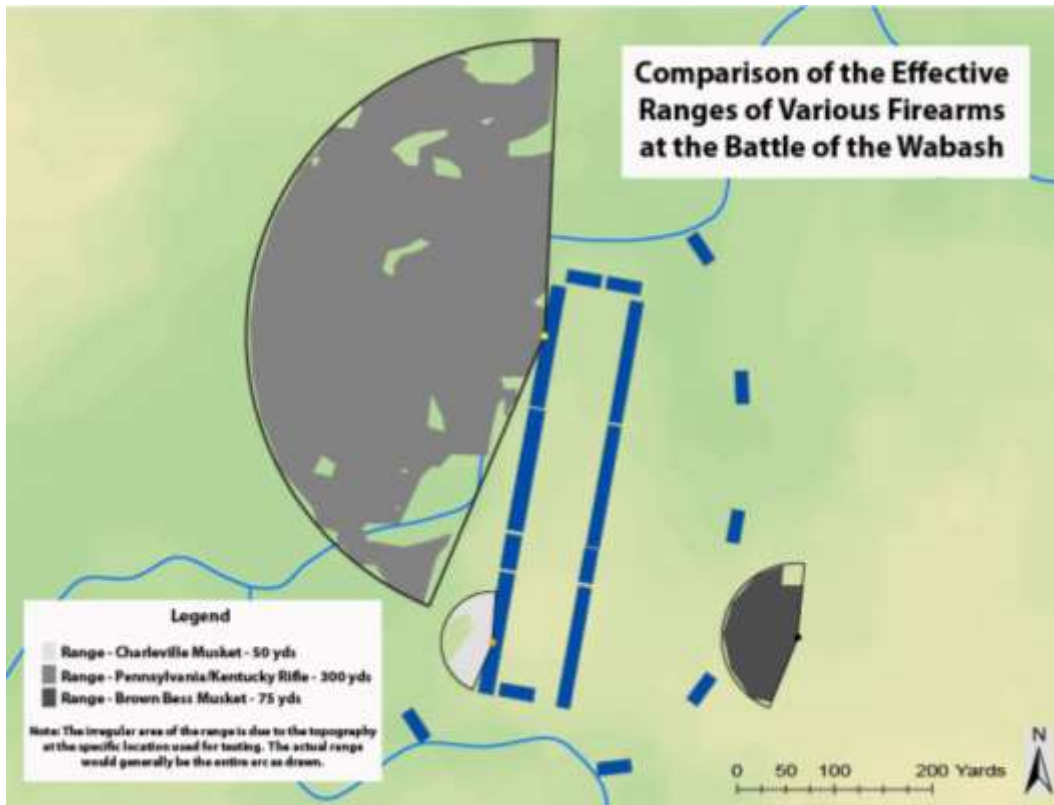 Comparison of the Effective
Ranges of Various Firearms
at the Battle of the Wabash
Legend
Range - Charleville Musket - 50 yds
Range - Pennsylvania/Kentucky Rifle - 300 yds
Range - Brown Bess Musket - 75 yds
Note: The irregular area of the range is due to the topography
at the specific location used for testing. The actual range
would generally be the entire arc as drawn.
N
0 50 100 200 Yards